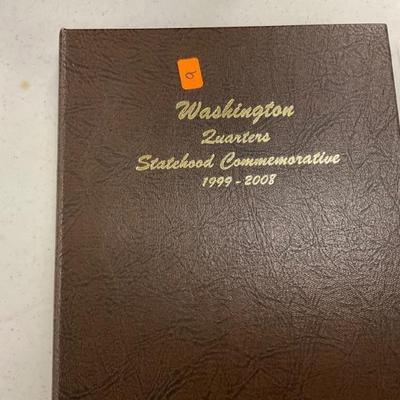 9
Washington
Quarters
Statehood Commemorative
1999-2008